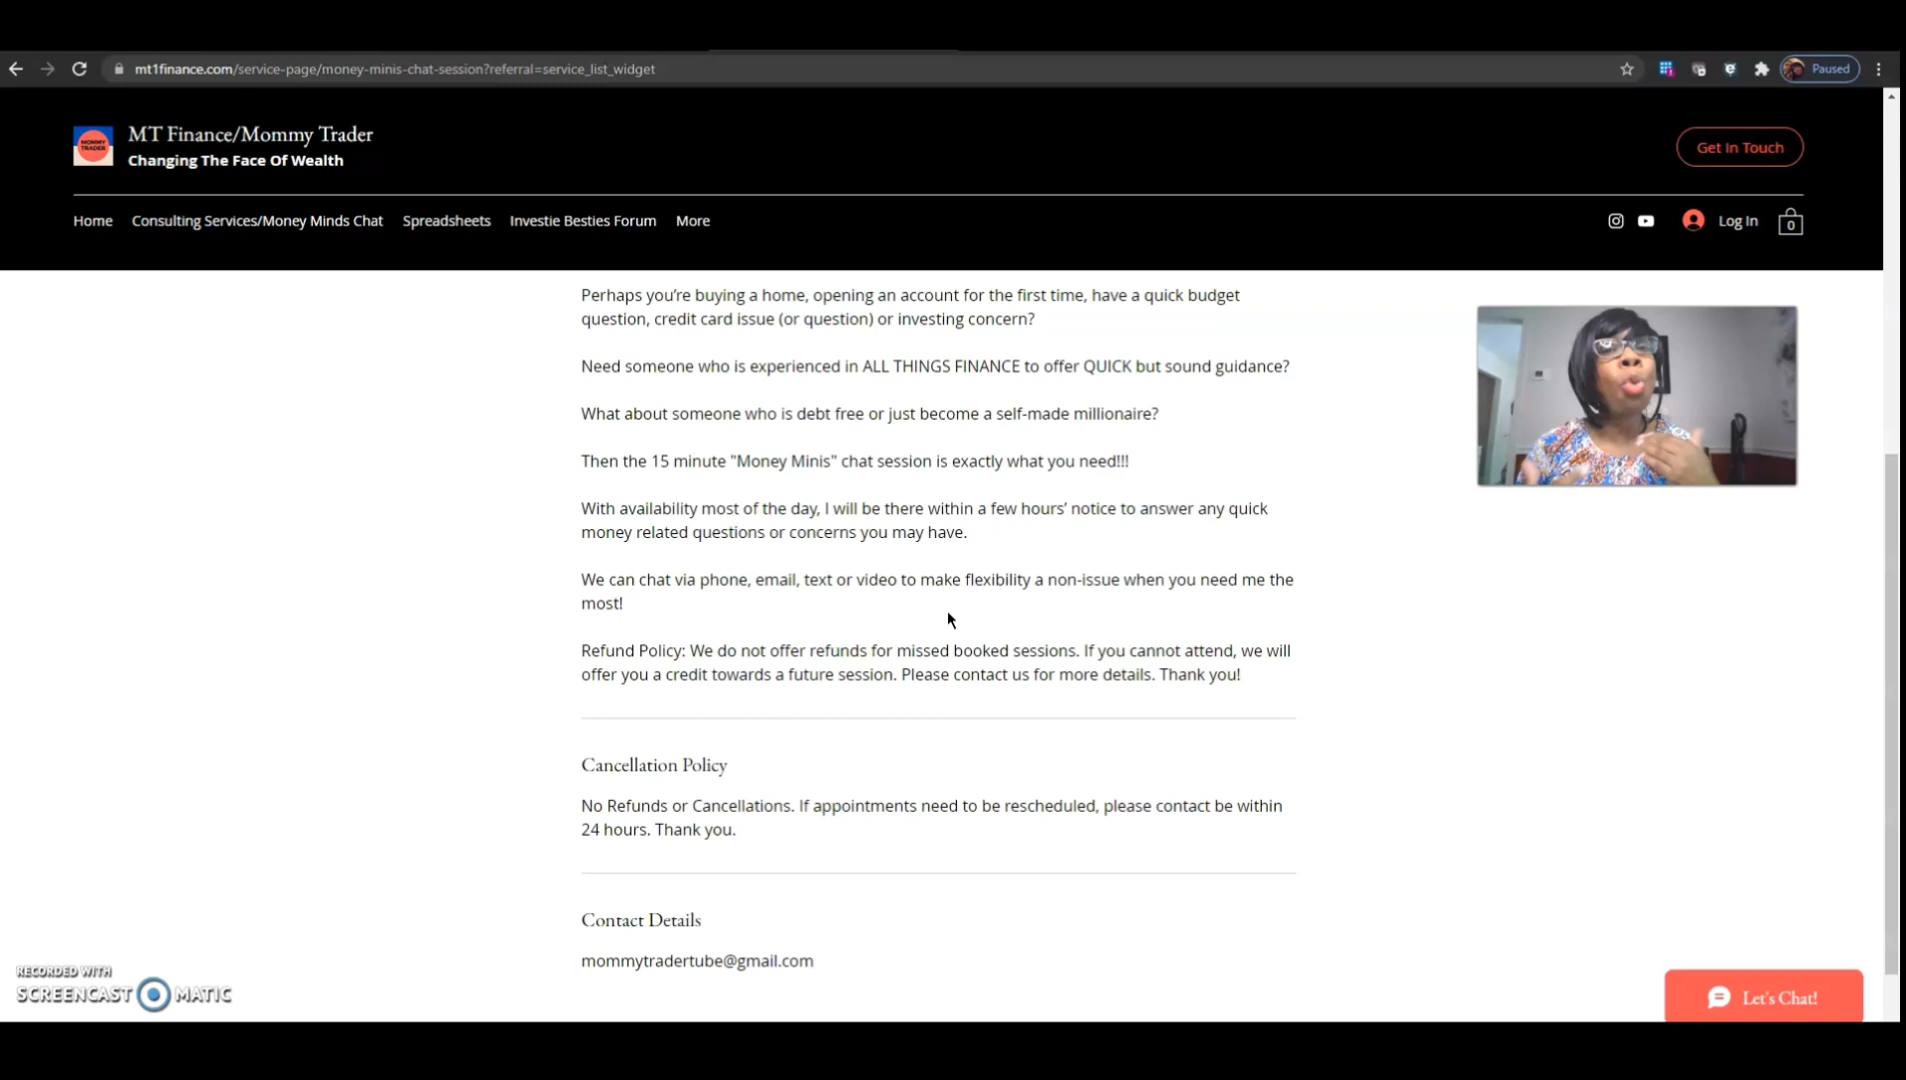 mt1finance.com/service-page/money-minis-chat-session?referral=service_list_widget
Paused
MOMMY
TRADER
MT Finance/Mommy Trader
Changing The Face Of Wealth
Get In Touch
Home Consulting Services/Money Minds Chat Spreadsheets Investie Besties Forum More
Log In 0
Perhaps you’re buying a home, opening an account for the first time, have a quick budget
question, credit card issue (or question) or investing concern?
Need someone who is experienced in ALL THINGS FINANCE to offer QUICK but sound guidance?
What about someone who is debt free or just become a self-made millionaire?
Then the 15 minute "Money Minis" chat session is exactly what you need!!!
With availability most of the day, I will be there within a few hours’ notice to answer any quick
money related questions or concerns you may have.
We can chat via phone, email, text or video to make flexibility a non-issue when you need me the
most!
Refund Policy: We do not offer refunds for missed booked sessions. If you cannot attend, we will
offer you a credit towards a future session. Please contact us for more details. Thank you!
Cancellation Policy
No Refunds or Cancellations. If appointments need to be rescheduled, please contact be within
24 hours. Thank you.
Contact Details
mommytradertube@gmail.com
RECORDED WITH
SCREENCAST MATIC
Let's Chat!